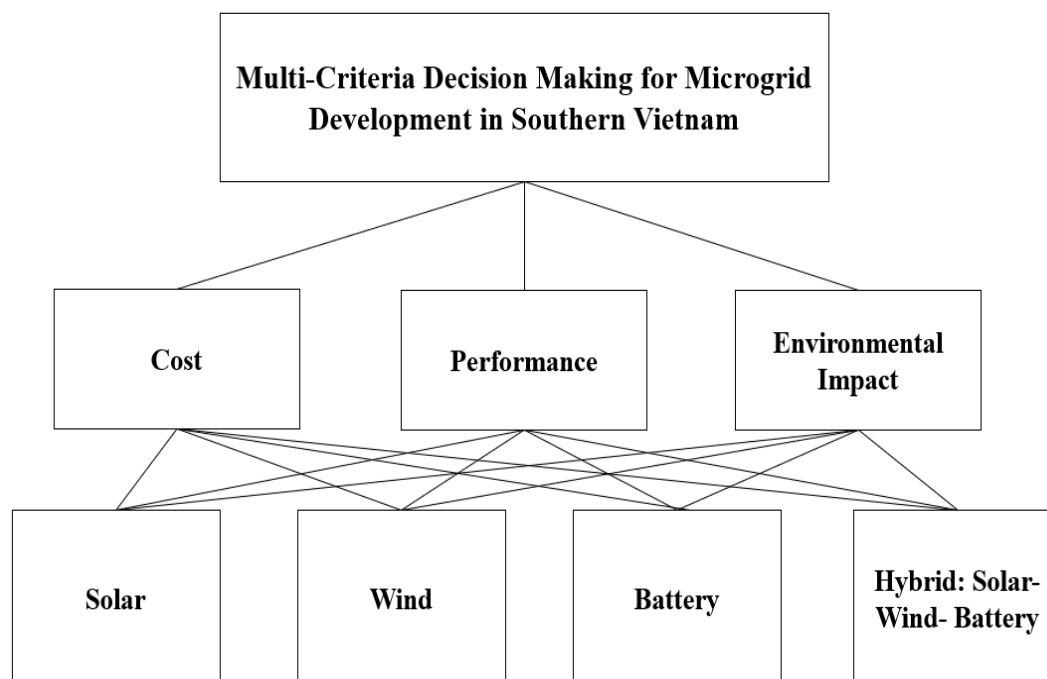 Multi-Criteria Decision Making for Microgrid
Development in Southern Vietnam
Cost
Performance
Environmental
Impact
Solar
Wind
Battery
Hybrid: Solar-
Wind- Battery